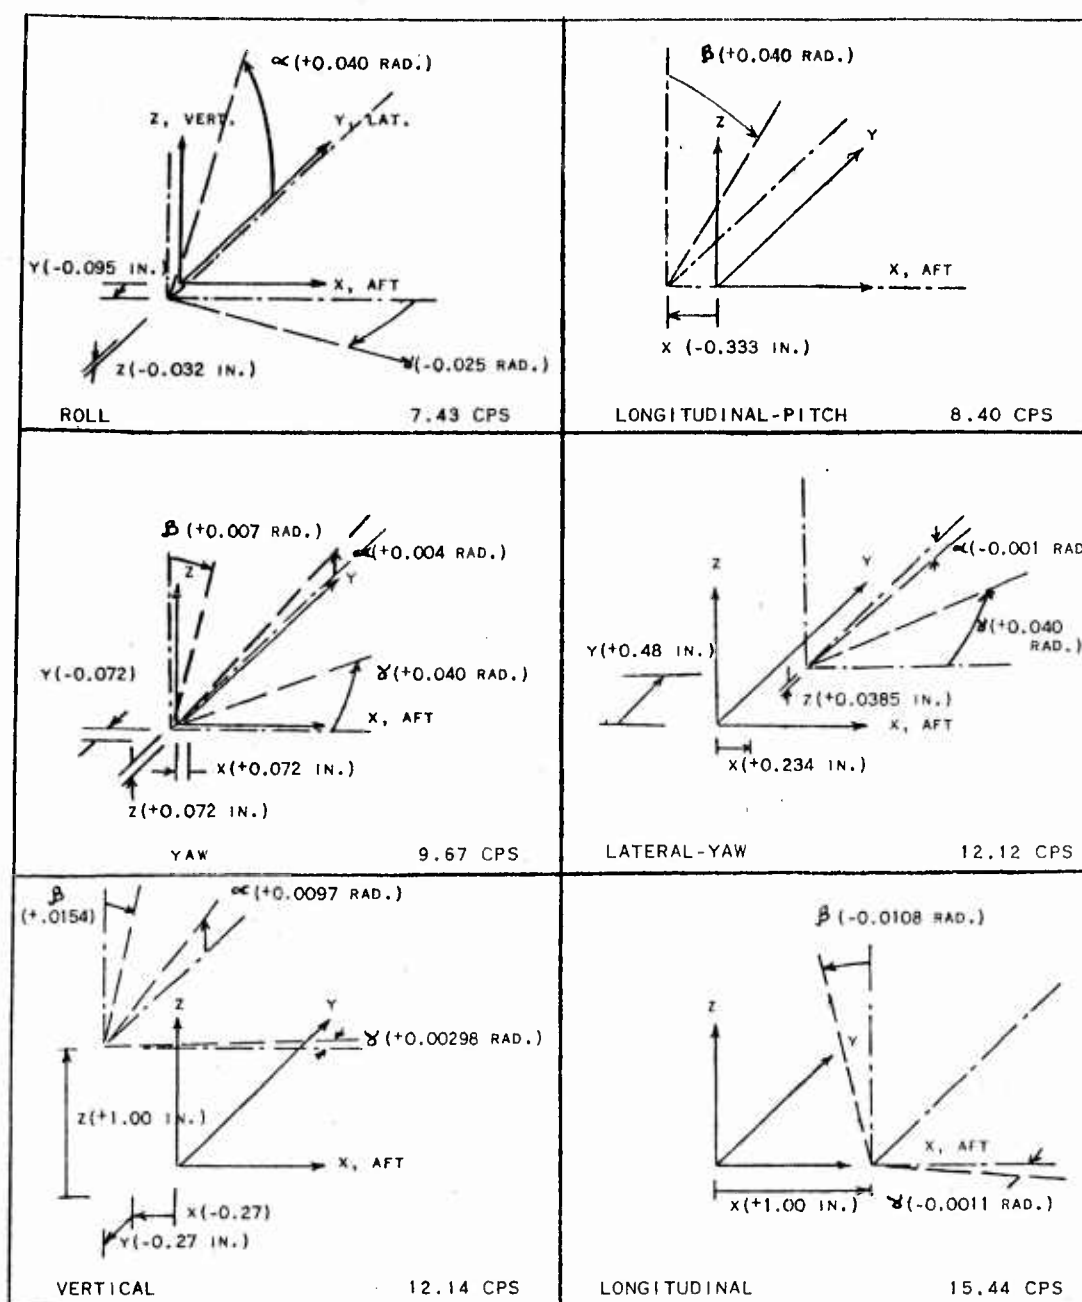 α(+0.040 RAD.)
Z, VERT.
Y, LAT.
Y(-0.095 IN.)
X, AFT
Z(-0.032 IN.)
γ(-0.025 RAD.)
ROLL 7.43 CPS
β(+0.040 RAD.)
Z
Y
X, AFT
X (-0.333 IN.)
LONGITUDINAL-PITCH 8.40 CPS
β(+0.007 RAD.)
α(+0.004 RAD.)
Z
Y
Y(-0.072)
γ(+0.040 RAD.)
X, AFT
X(+0.072 IN.)
Z(+0.072 IN.)
YAW 9.67 CPS
α(-0.001 RAD
Z
Y
Y(+0.48 IN.)
γ(+0.040
RAD.)
Z(+0.0385 IN.)
X, AFT
X(+0.234 IN.)
LATERAL-YAW 12.12 CPS
β
(+.0154)
α(+0.0097 RAD.)
Z
Y
γ(+0.00298 RAD.)
Z(+1.00 IN.)
X, AFT
X(-0.27)
Y(-0.27 IN.)
VERTICAL 12.14 CPS
β(-0.0108 RAD.)
Z
Y
X, AFT
X(+1.00 IN.)
γ(-0.0011 RAD.)
LONGITUDINAL 15.44 CPS